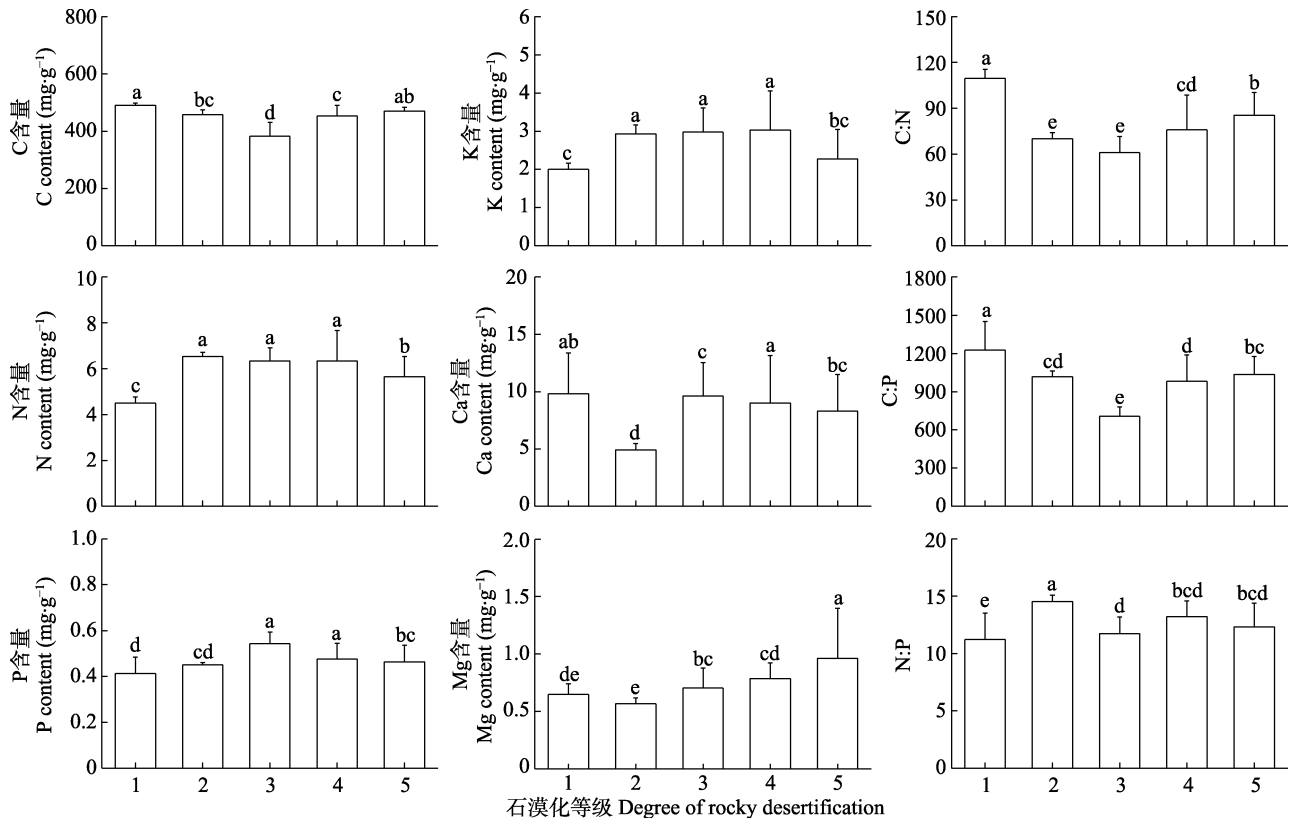 C含量
C content (mg·g⁻¹)
800
600
400
200
0
a
bc
d
c
ab
K含量
K content (mg·g⁻¹)
6
5
4
3
2
1
0
c
a
a
a
bc
C:N
150
120
90
60
30
0
a
e
e
cd
b
N含量
N content (mg·g⁻¹)
10
8
6
4
2
0
c
a
a
a
b
Ca含量
Ca content (mg·g⁻¹)
20
15
10
5
0
ab
d
c
a
bc
C:P
1800
1500
1200
900
600
300
0
a
cd
e
d
bc
P含量
P content (mg·g⁻¹)
1.0
0.8
0.6
0.4
0.2
0
d
cd
a
a
bc
1 2 3 4 5
Mg含量
Mg content (mg·g⁻¹)
2.0
1.5
1.0
0.5
0
de
e
bc
cd
a
1 2 3 4 5
N:P
20
15
10
5
0
e
a
d
bcd
bcd
1 2 3 4 5
石漠化等级 Degree of rocky desertification